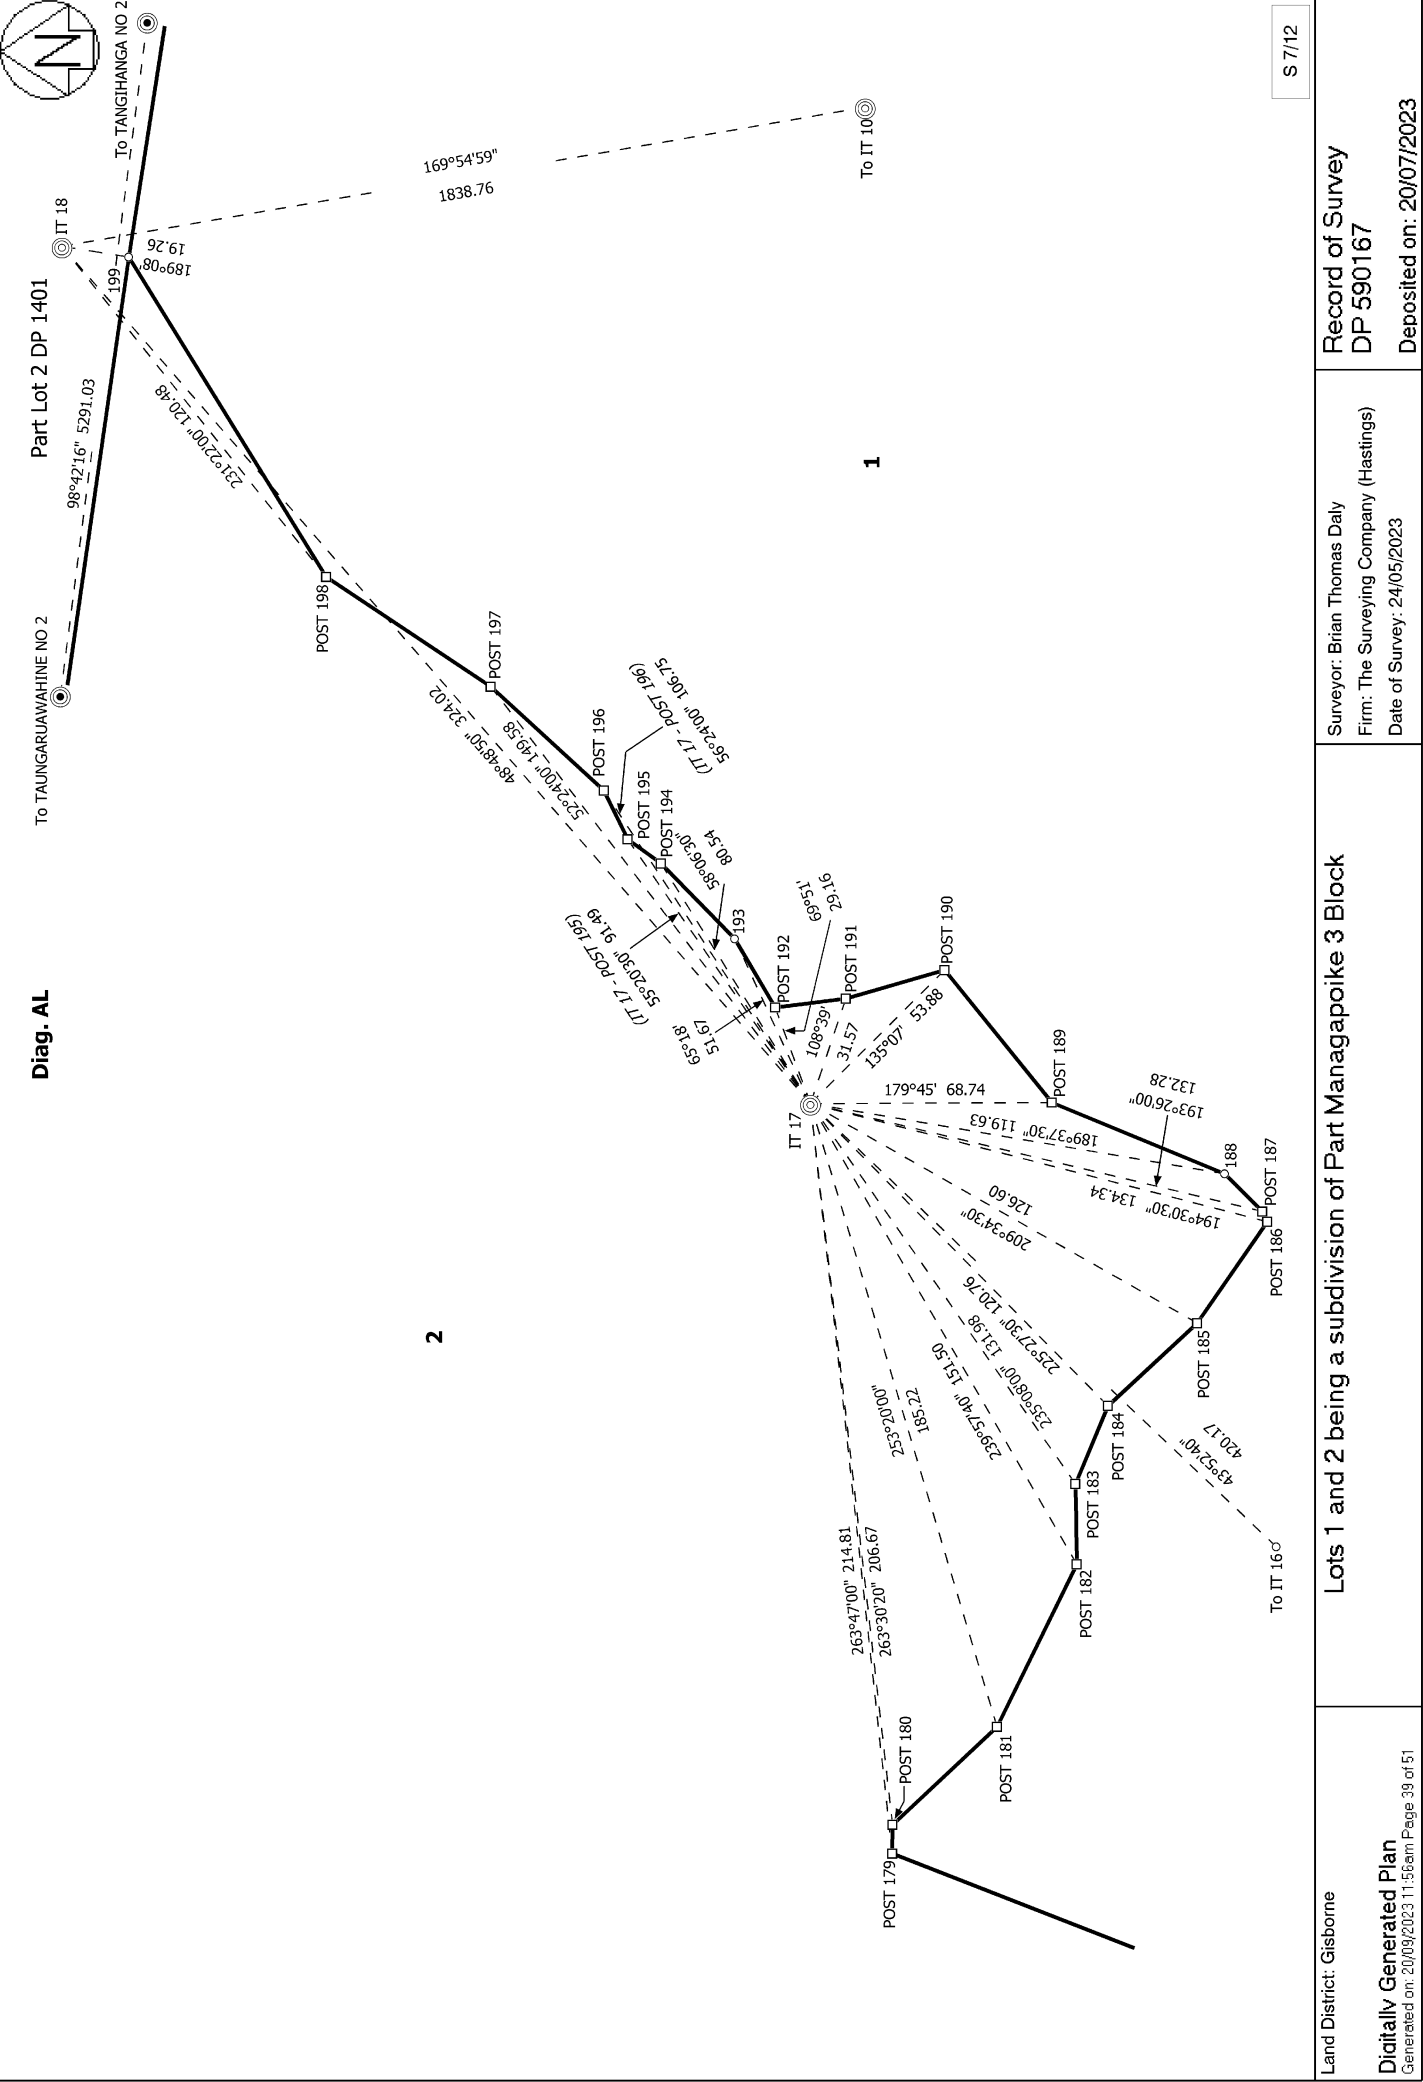 Diag. AL
N
To TAUNGARUAWAHINE NO 2
98°42'16" 5291.03
Part Lot 2 DP 1401
To TANGIHANGA NO 2
IT 18
199
189°08'
19.26
169°54'59"
1838.76
To IT 10
231°22'00" 120.48
POST 198
POST 197
48°48'50" 324.02
52°24'00" 149.58
POST 196
(IT 17 - POST 196)
56°24'00" 106.75
POST 195
POST 194
58°06'30"
80.54
(IT 17 - POST 195)
55°20'30" 91.49
193
65°18'
51.67
POST 192
69°51'
29.16
POST 191
108°39'
31.57
POST 190
135°07' 53.88
IT 17
179°45' 68.74
POST 189
189°37'30" 119.63
188
193°26'00"
132.28
POST 187
194°30'30" 134.34
POST 186
209°34'30"
126.60
POST 185
225°27'30" 120.76
POST 184
235°08'00" 131.98
POST 183
239°57'40" 151.50
POST 182
43°52'40"
420.17
To IT 16
253°20'00"
185.22
POST 181
263°47'00" 214.81
263°30'20" 206.67
POST 180
POST 179
1
2
S 7/12
Land District: Gisborne
Digitally Generated Plan
Generated on: 20/09/2023 11:56am Page 39 of 51
Lots 1 and 2 being a subdivision of Part Managapoike 3 Block
Surveyor: Brian Thomas Daly
Firm: The Surveying Company (Hastings)
Date of Survey: 24/05/2023
Record of Survey
DP 590167
Deposited on: 20/07/2023